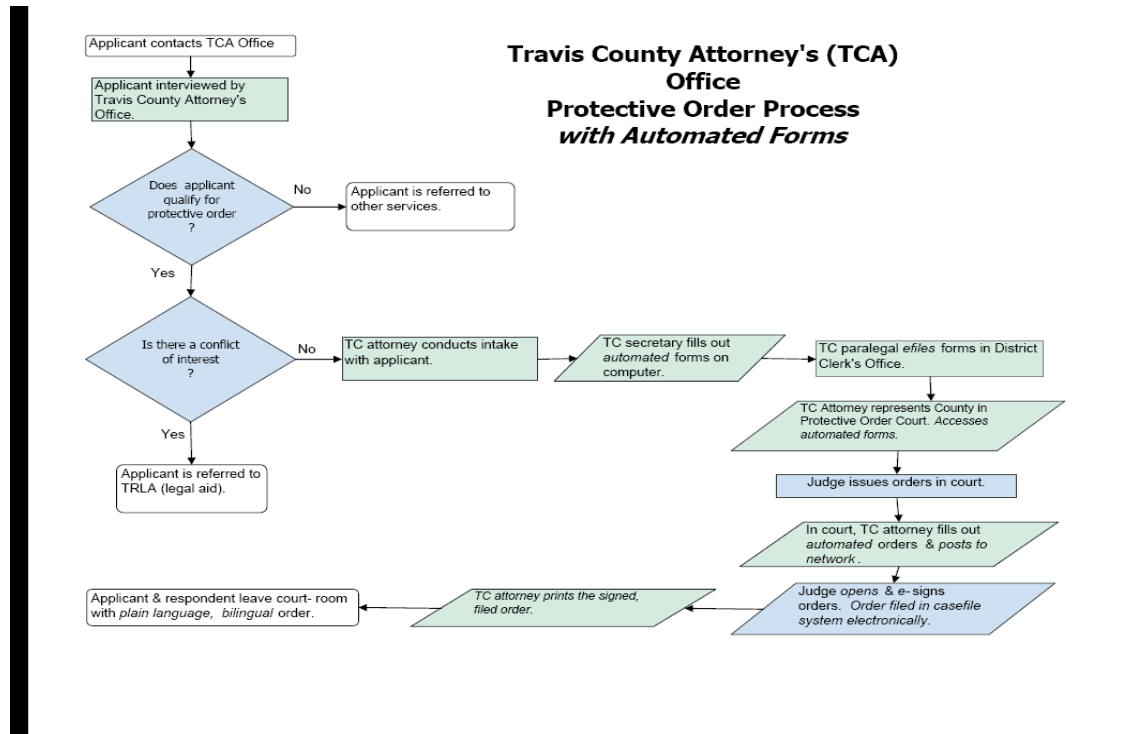 Travis County Attorney's (TCA)
Office
Protective Order Process
with Automated Forms
Applicant contacts TCA Office
Applicant interviewed by
Travis County Attorney's
Office.
Does applicant
qualify for
protective order
?
No
Applicant is referred to
other services.
Yes
Is there a conflict
of interest
?
No
TC attorney conducts intake
with applicant.
TC secretary fills out
automated forms on
computer.
TC paralegal efiles forms in District
Clerk's Office.
Yes
Applicant is referred to
TRLA (legal aid).
TC Attorney represents County in
Protective Order Court. Accesses
automated forms.
Judge issues orders in court.
In court, TC attorney fills out
automated orders & posts to
network.
Judge opens & e-signs
orders. Order filed in casefile
system electronically.
TC attorney prints the signed,
filed order.
Applicant & respondent leave court- room
with plain language, bilingual order.